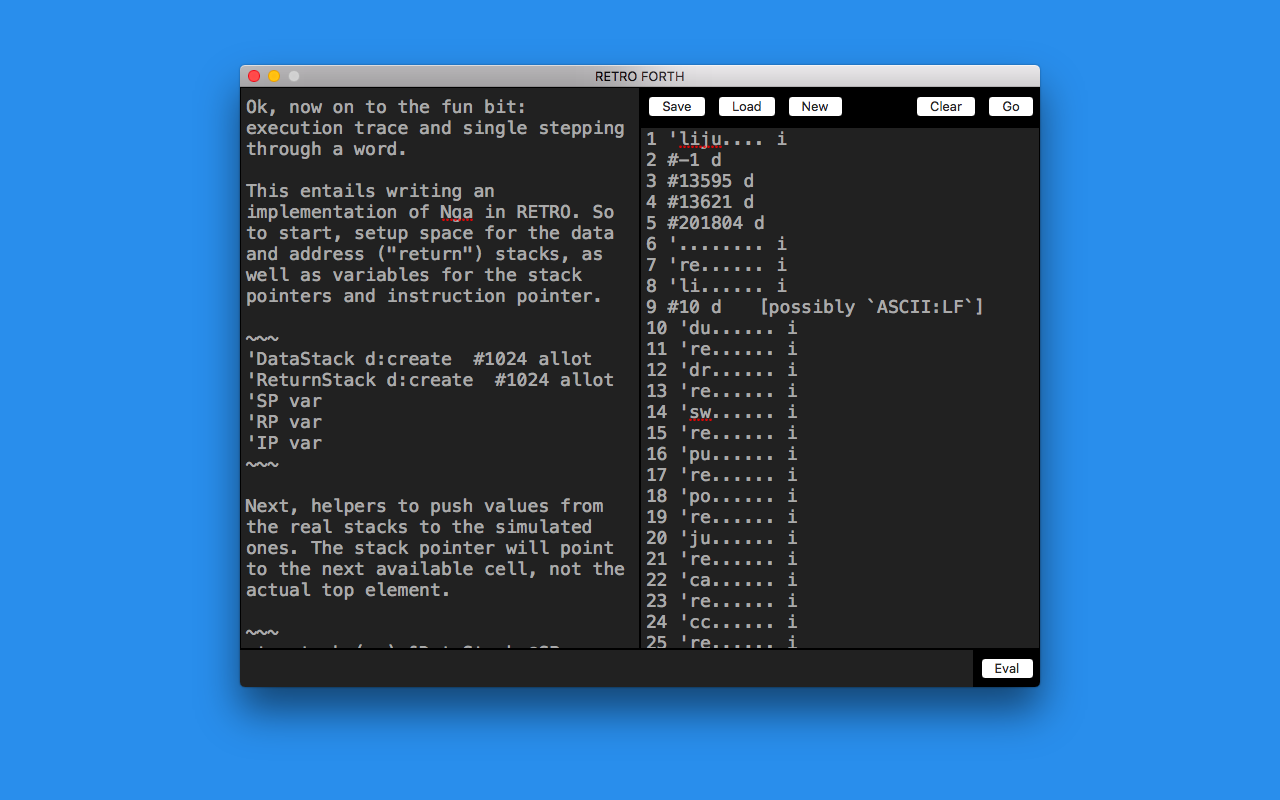 RETRO FORTH
Ok, now on to the fun bit:
execution trace and single stepping
through a word.
This entails writing an
implementation of Nga in RETRO. So
to start, setup space for the data
and address ("return") stacks, as
well as variables for the stack
pointers and instruction pointer.
~~~
'DataStack d:create  #1024 allot
'ReturnStack d:create  #1024 allot
'SP var
'RP var
'IP var
~~~
Next, helpers to push values from
the real stacks to the simulated
ones. The stack pointer will point
to the next available cell, not the
actual top element.
~~~
Save Load New Clear Go
1 'liju.... i
2 #-1 d
3 #13595 d
4 #13621 d
5 #201804 d
6 '........ i
7 're...... i
8 'li...... i
9 #10 d   [possibly `ASCII:LF`]
10 'du...... i
11 're...... i
12 'dr...... i
13 're...... i
14 'sw...... i
15 're...... i
16 'pu...... i
17 're...... i
18 'po...... i
19 're...... i
20 'ju...... i
21 're...... i
22 'ca...... i
23 're...... i
24 'cc...... i
25 're...... i
Eval